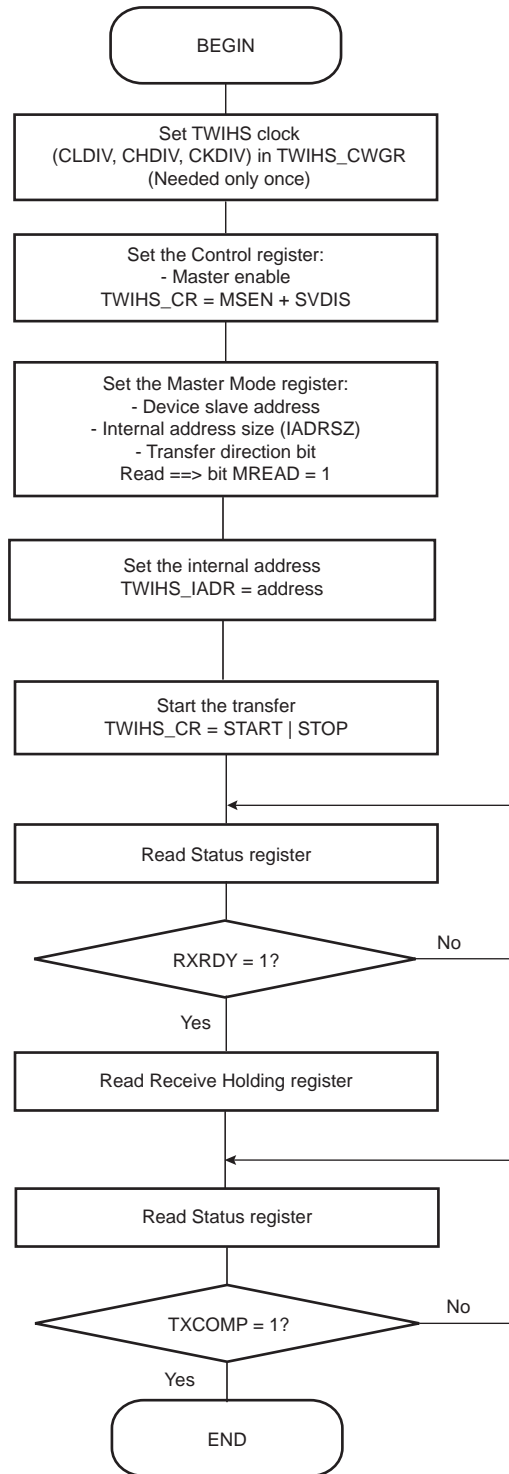 BEGIN
Set TWIHS clock
(CLDIV, CHDIV, CKDIV) in TWIHS_CWGR
(Needed only once)
Set the Control register:
- Master enable
TWIHS_CR = MSEN + SVDIS
Set the Master Mode register:
- Device slave address
- Internal address size (IADRSZ)
- Transfer direction bit
Read ==> bit MREAD = 1
Set the internal address
TWIHS_IADR = address
Start the transfer
TWIHS_CR = START | STOP
Read Status register
RXRDY = 1?
No
Yes
Read Receive Holding register
Read Status register
TXCOMP = 1?
No
Yes
END